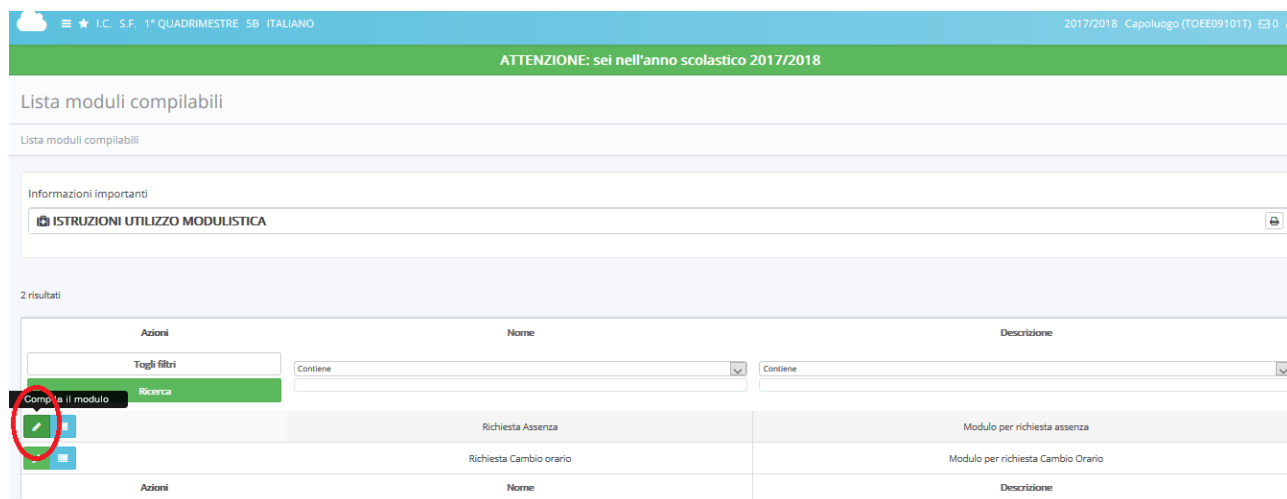 I.C. S.F. 1° QUADRIMESTRE 5B ITALIANO 2017/2018 Capoluogo (TOEE09101T) 0
ATTENZIONE: sei nell'anno scolastico 2017/2018
Lista moduli compilabili
Lista moduli compilabili
Informazioni importanti
ISTRUZIONI UTILIZZO MODULISTICA
2 risultati
Azioni Nome Descrizione
Togli filtri Contiene Contiene
Ricerca
Compila il modulo
Richiesta Assenza Modulo per richiesta assenza
Richiesta Cambio orario Modulo per richiesta Cambio Orario
Azioni Nome Descrizione